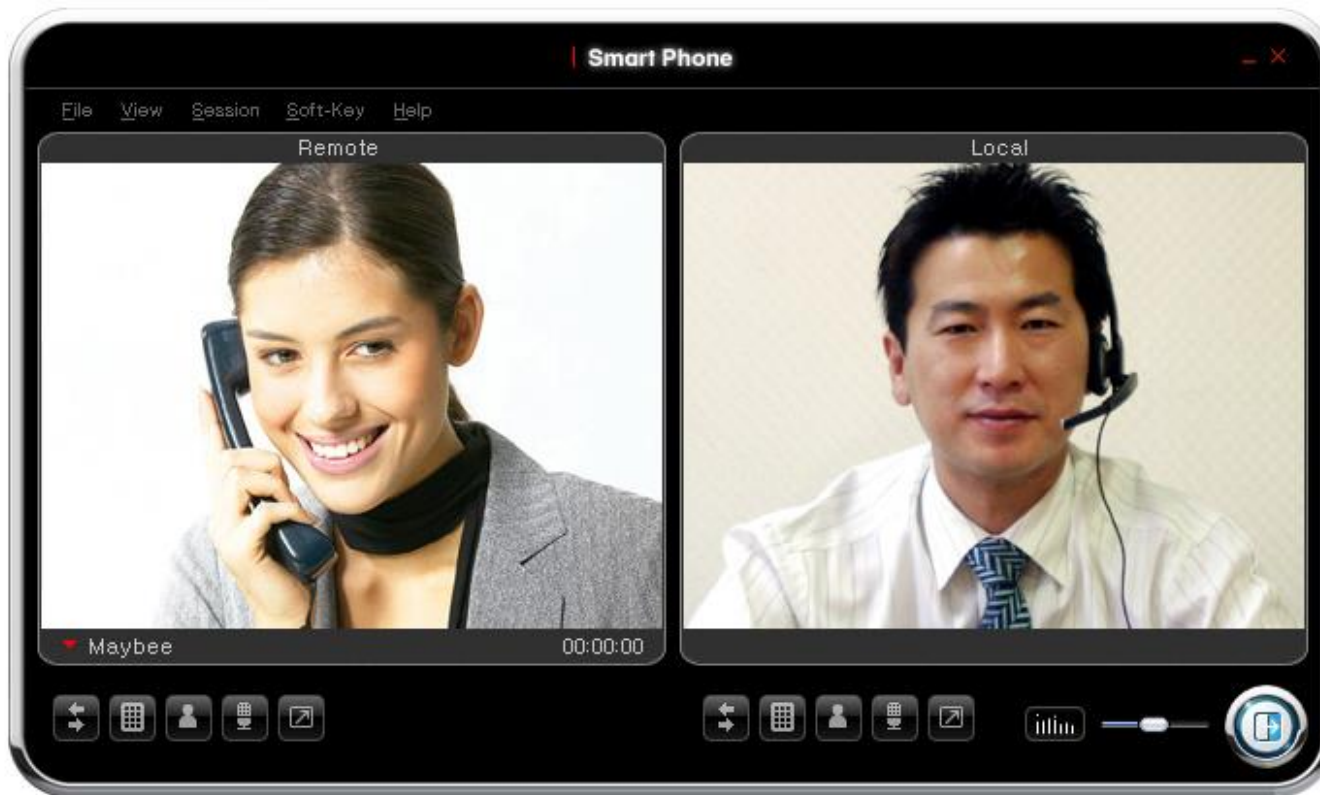 Smart Phone
File View Session Soft-Key Help
Remote
Local
Maybee 00:00:00